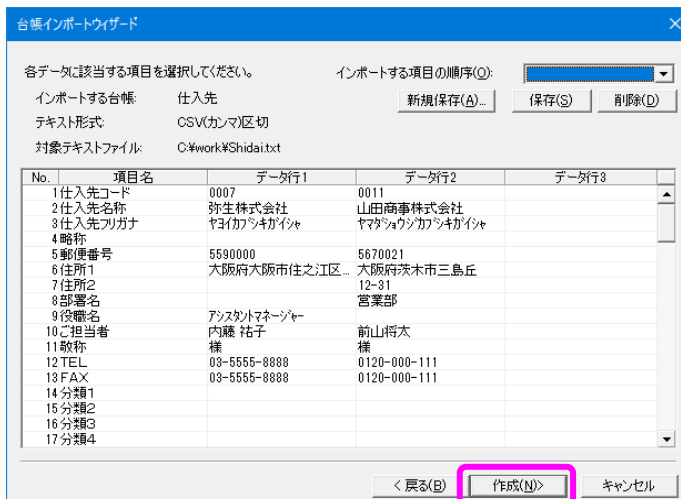 台帳インポートウィザード
各データに該当する項目を選択してください。 インポートする項目の順序(O):
インポートする台帳: 仕入先 新規保存(A)... 保存(S) 削除(D)
テキスト形式: CSV(カンマ)区切
対象テキストファイル: C:¥work¥Shidai.txt
No. 項目名 データ行1 データ行2 データ行3
1 仕入先コード 0007 0011
2 仕入先名称 弥生株式会社 山田商事株式会社
3 仕入先フリガナ ﾔﾖｲｶﾌﾞｼｷｶﾞｲｼｬ ﾔﾏﾀﾞｼｮｳｼﾞｶﾌﾞｼｷｶﾞｲｼｬ
4 略称
5 郵便番号 5590000 5670021
6 住所1 大阪府大阪市住之江区... 大阪府茨木市三島丘
7 住所2 12-31
8 部署名 営業部
9 役職名 ｱｼｽﾀﾝﾄﾏﾈｰｼﾞｬｰ
10 ご担当者 内藤 祐子 前山将太
11 敬称 様 様
12 TEL 03-5555-8888 0120-000-111
13 FAX 03-5555-8888 0120-000-111
14 分類1
15 分類2
16 分類3
17 分類4
< 戻る(B) 作成(N)> キャンセル